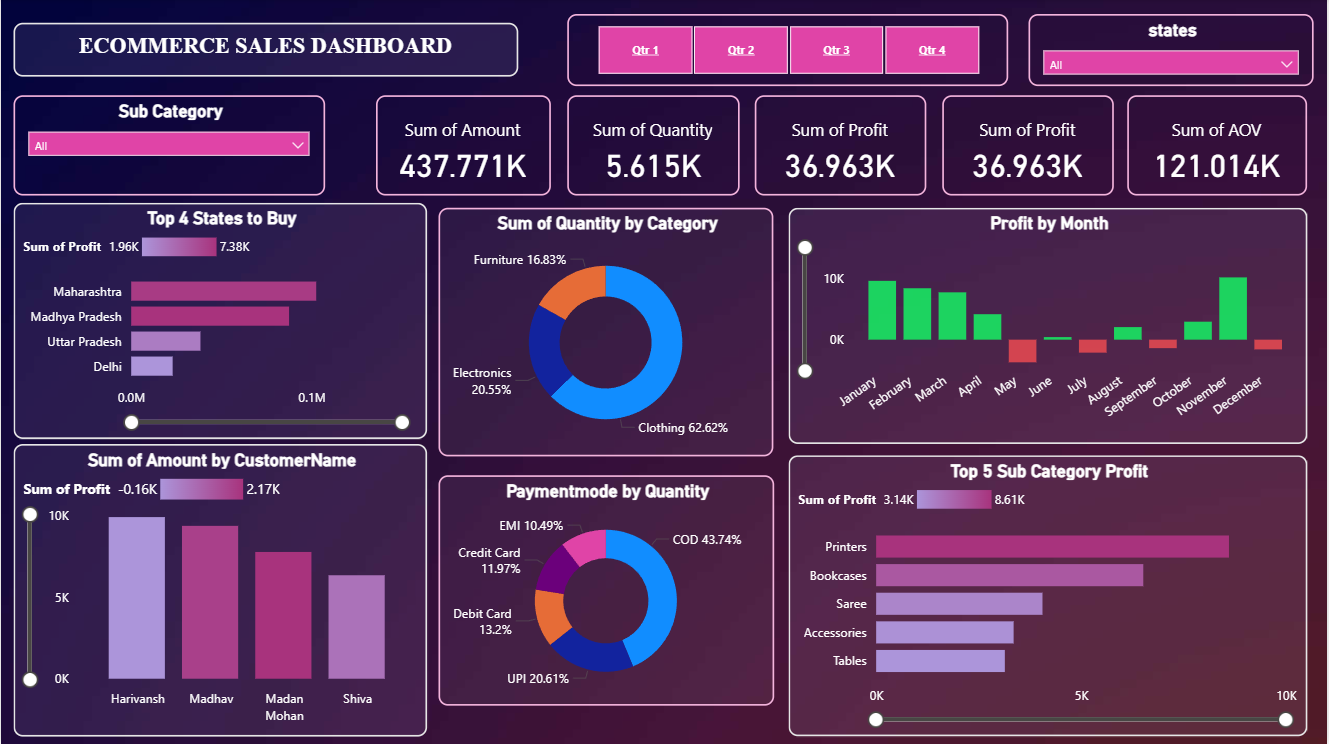 ECOMMERCE SALES DASHBOARD
Qtr 1
Qtr 2
Qtr 3
Qtr 4
states
All
Sub Category
All
Sum of Amount
437.771K
Sum of Quantity
5.615K
Sum of Profit
36.963K
Sum of Profit
36.963K
Sum of AOV
121.014K
Top 4 States to Buy
Sum of Profit 1.96K 7.38K
Maharashtra
Madhya Pradesh
Uttar Pradesh
Delhi
0.0M 0.1M
Sum of Quantity by Category
Furniture 16.83%
Electronics
20.55%
Clothing 62.62%
Profit by Month
10K
0K
January
February
March
April
May
June
July
August
September
October
November
December
Sum of Amount by CustomerName
Sum of Profit -0.16K 2.17K
10K
5K
0K
Harivansh
Madhav
Madan
Mohan
Shiva
Paymentmode by Quantity
EMI 10.49%
COD 43.74%
Credit Card
11.97%
Debit Card
13.2%
UPI 20.61%
Top 5 Sub Category Profit
Sum of Profit 3.14K 8.61K
Printers
Bookcases
Saree
Accessories
Tables
0K 5K 10K